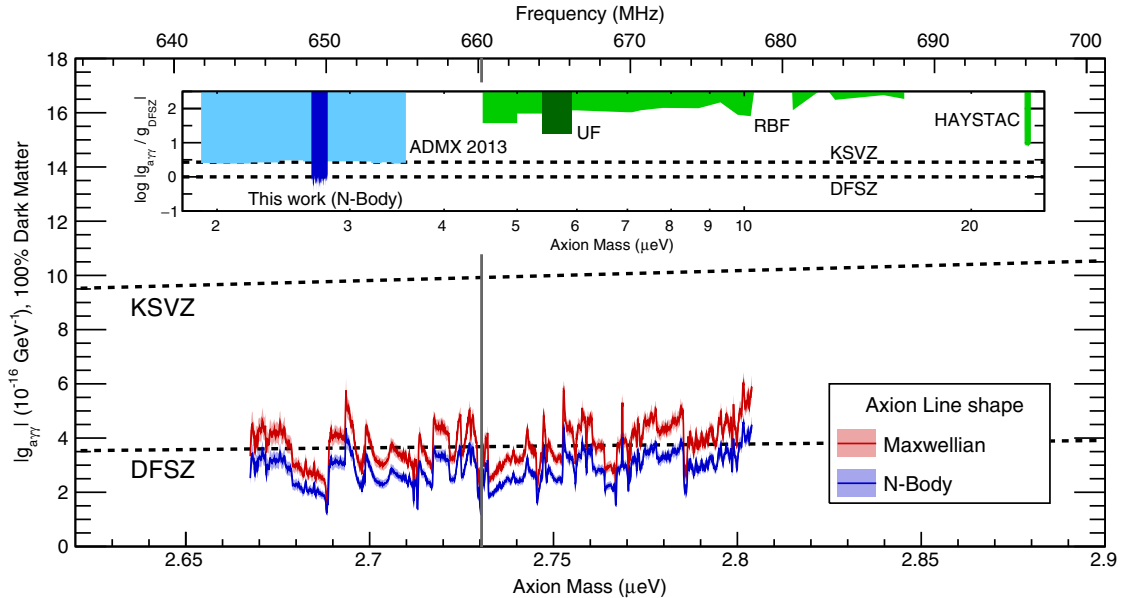 Frequency (MHz)
640 650 660 670 680 690 700
|g_aγγ| (10^-16 GeV^-1), 100% Dark Matter
18
16
14
12
10
8
6
4
2
0
log |g_aγγ / g_DFSZ|
2
1
0
−1
ADMX 2013
UF
RBF
HAYSTAC
KSVZ
DFSZ
This work (N-Body)
2 3 4 5 6 7 8 9 10 20
Axion Mass (μeV)
KSVZ
DFSZ
Axion Line shape
Maxwellian
N-Body
2.65 2.7 2.75 2.8 2.85 2.9
Axion Mass (μeV)